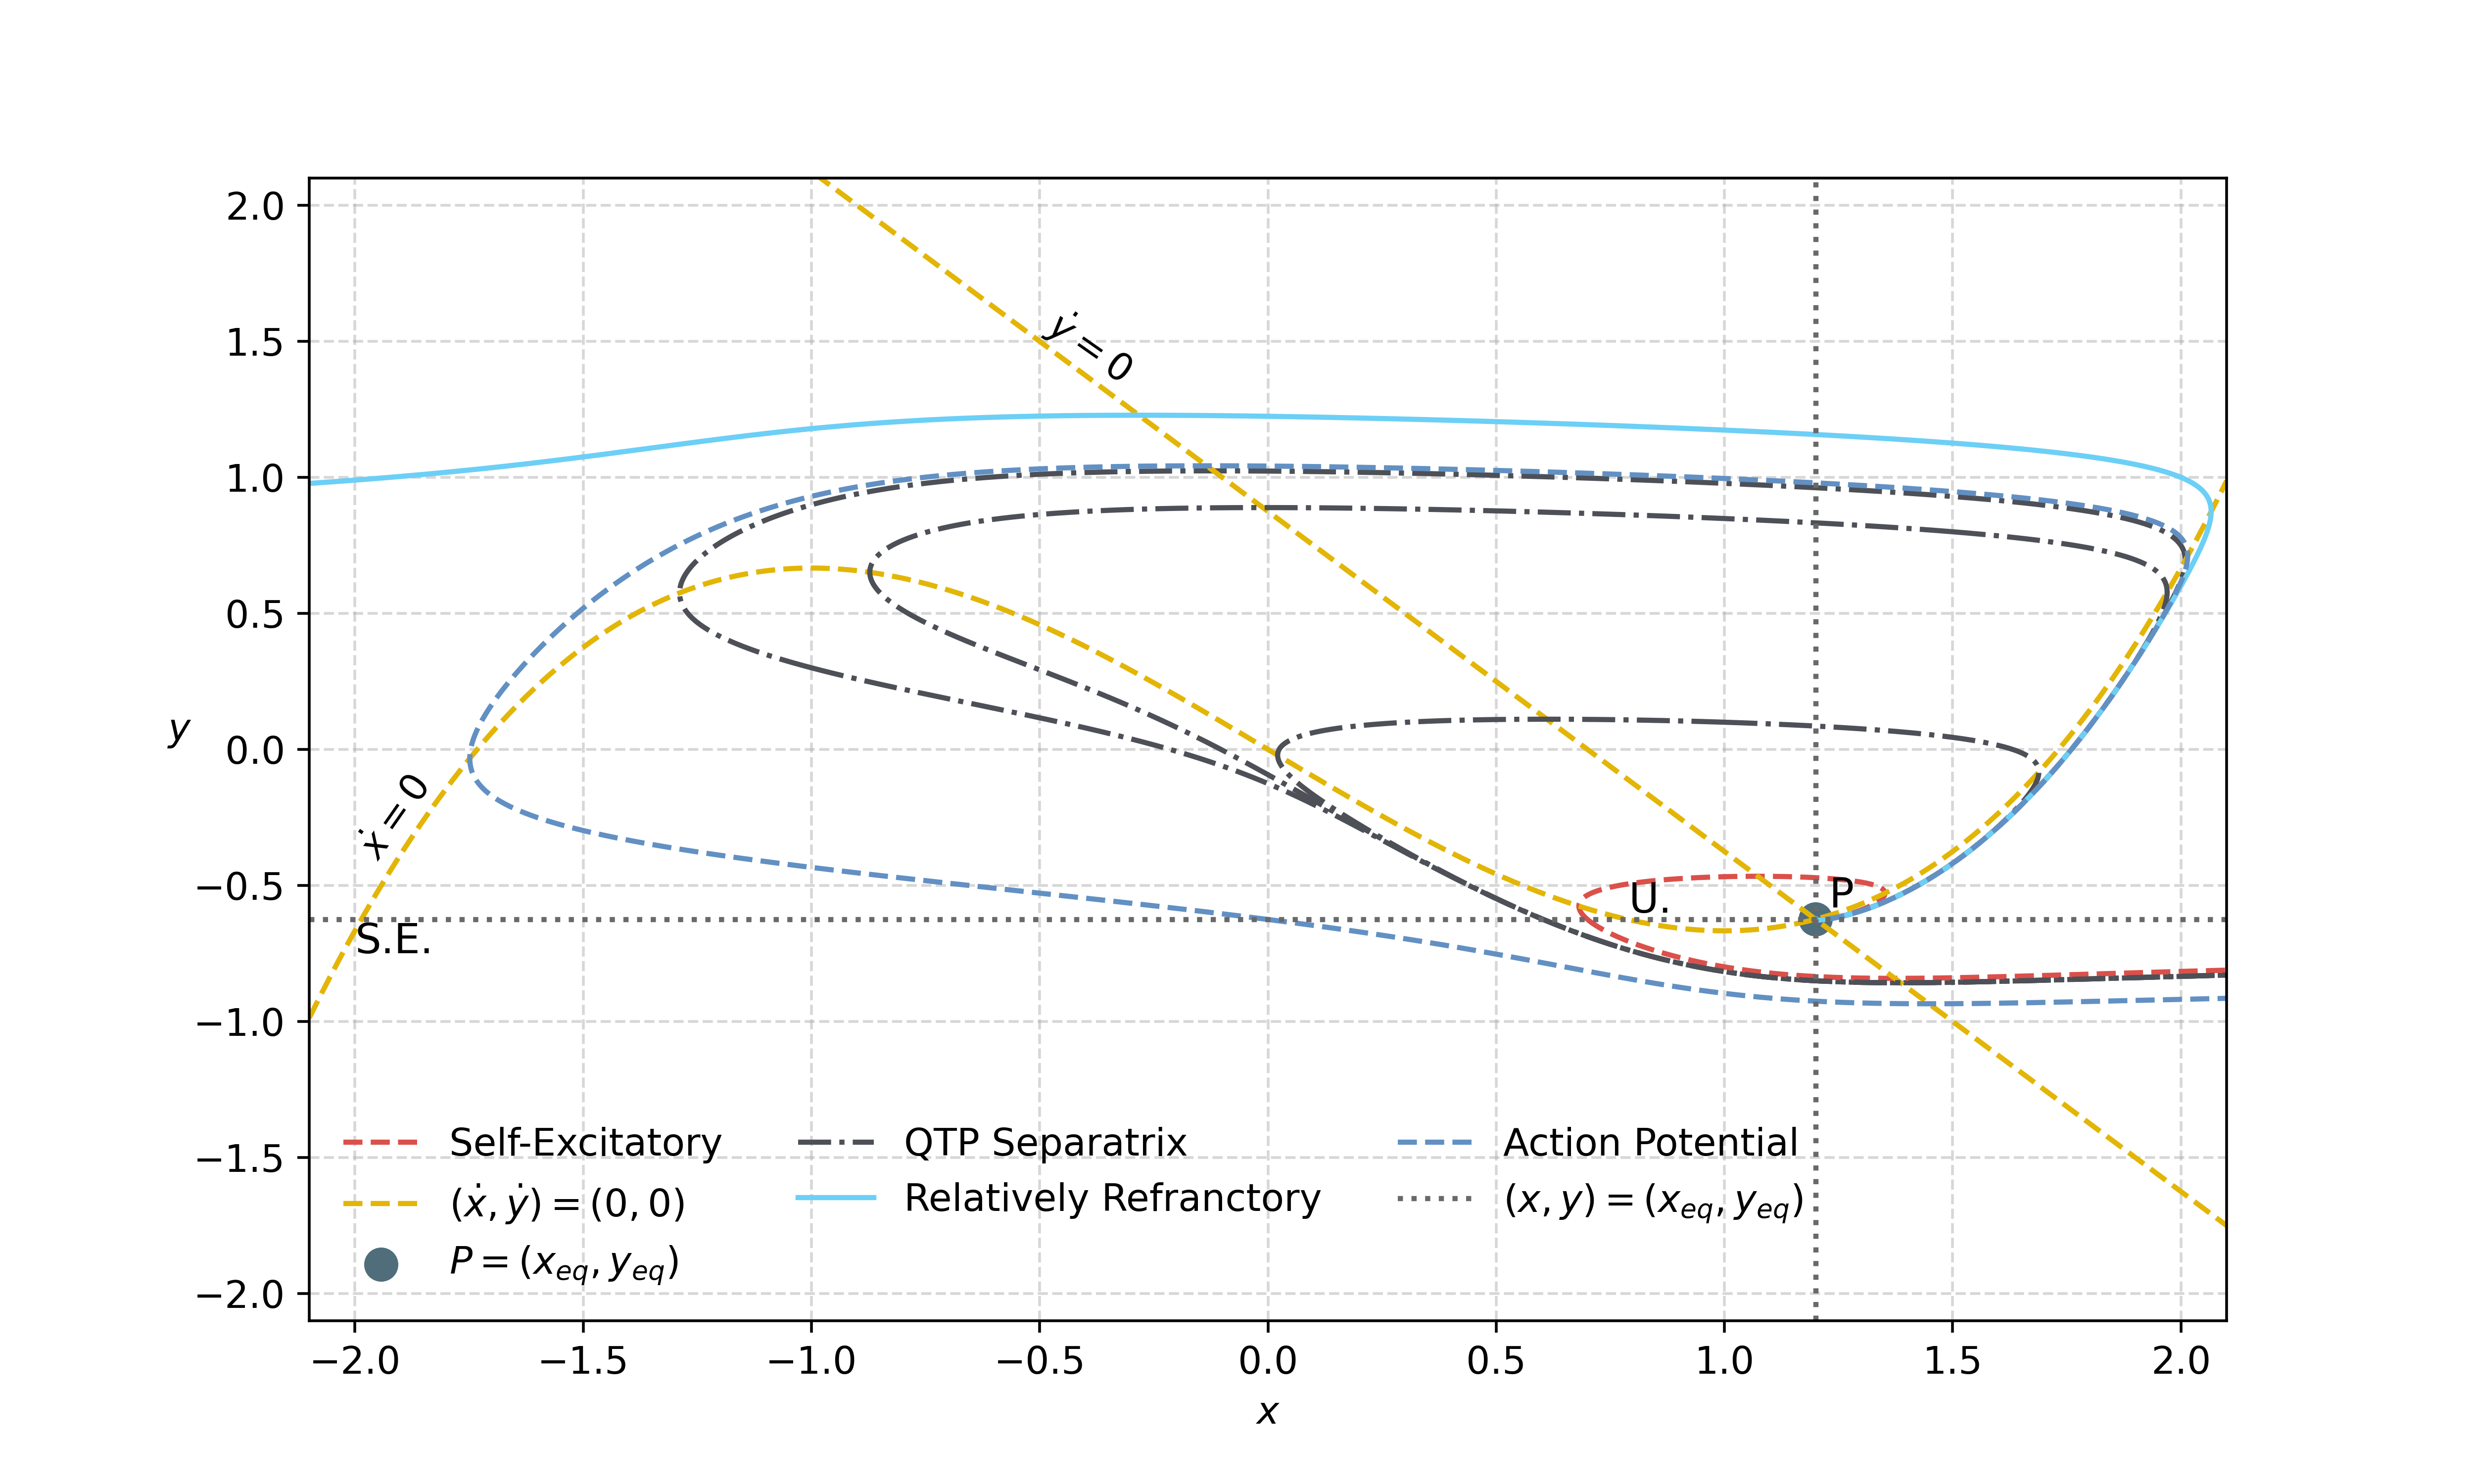 2.0
1.5
1.0
0.5
0.0
−0.5
−1.0
−1.5
−2.0
y
ẏ = 0
ẋ = 0
S.E.
U.
P
Self-Excitatory
(ẋ, ẏ) = (0, 0)
P = (x_eq, y_eq)
QTP Separatrix
Relatively Refranctory
Action Potential
(x, y) = (x_eq, y_eq)
−2.0 −1.5 −1.0 −0.5 0.0 0.5 1.0 1.5 2.0
x